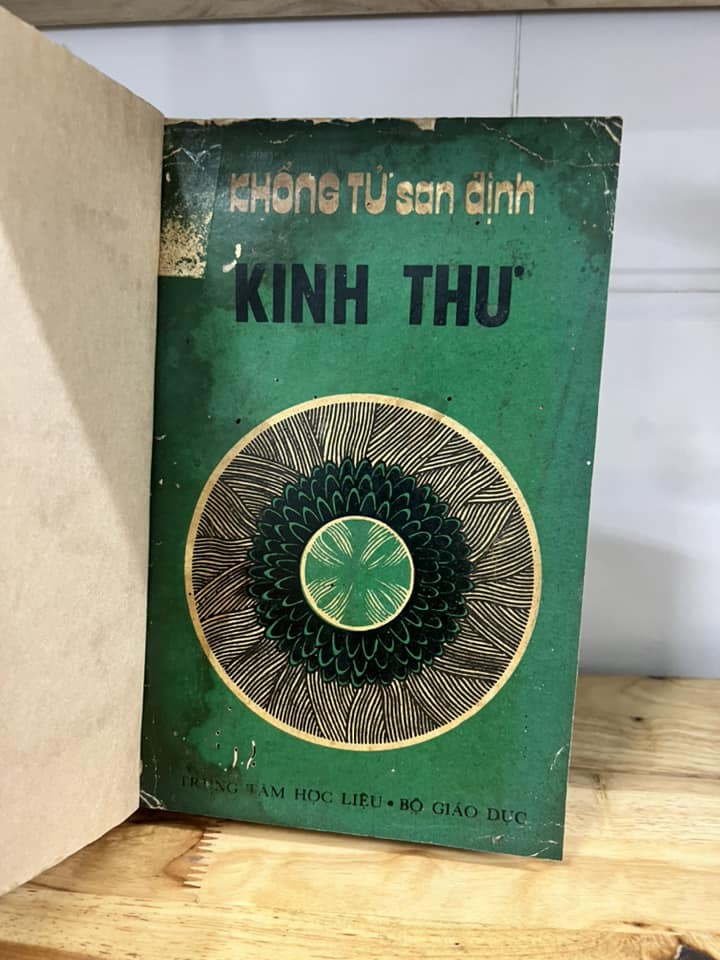 KHỔNG TỬ san định
KINH THƯ
TRUNG TÂM HỌC LIỆU • BỘ GIÁO DỤC